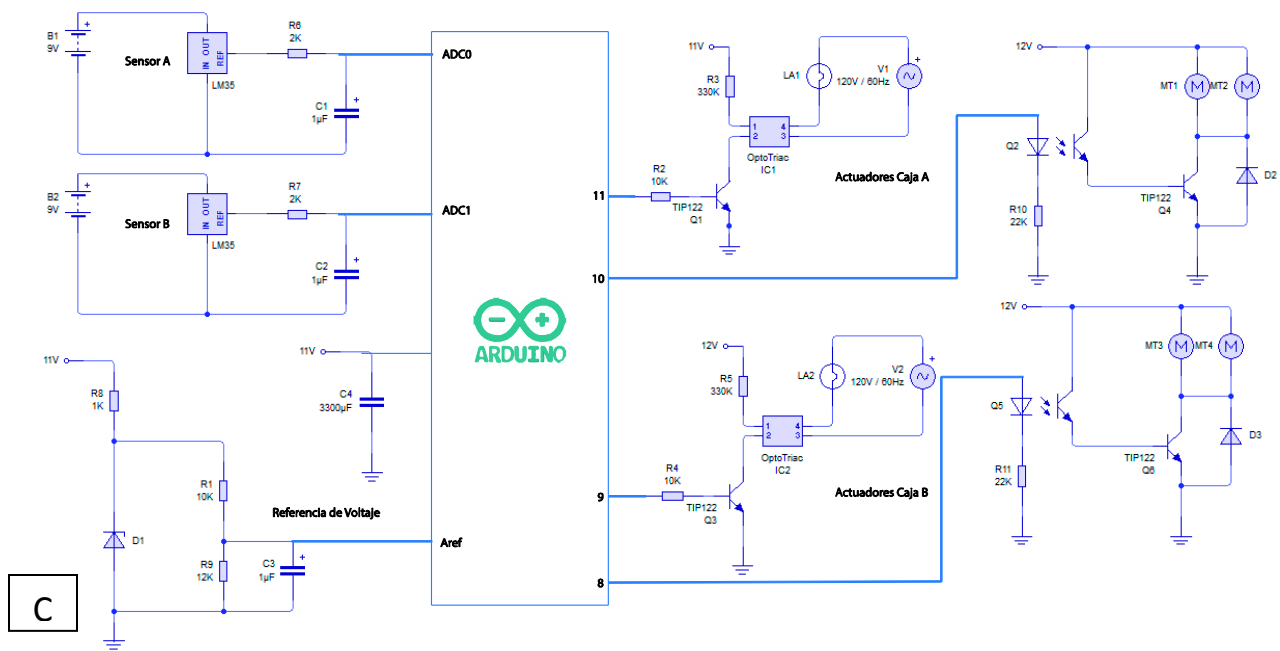 B1
9V
Sensor A
IN OUT
REF
LM35
R6
2K
C1
1µF
ADC0
B2
9V
Sensor B
IN OUT
REF
LM35
R7
2K
C2
1µF
ADC1
11V
R8
1K
D1
R1
10K
R9
12K
Referencia de Voltaje
C3
1µF
11V
C4
3300µF
Aref
ARDUINO
11
10
9
8
11V
R3
330K
R2
10K
TIP122
Q1
1
2
4
3
OptoTriac
IC1
LA1
V1
120V / 60Hz
Actuadores Caja A
12V
Q2
R10
22K
TIP122
Q4
MT1
M
MT2
M
D2
12V
R5
330K
R4
10K
TIP122
Q3
1
2
4
3
OptoTriac
IC2
LA2
V2
120V / 60Hz
Actuadores Caja B
12V
Q5
R11
22K
TIP122
Q6
MT3
M
MT4
M
D3
C